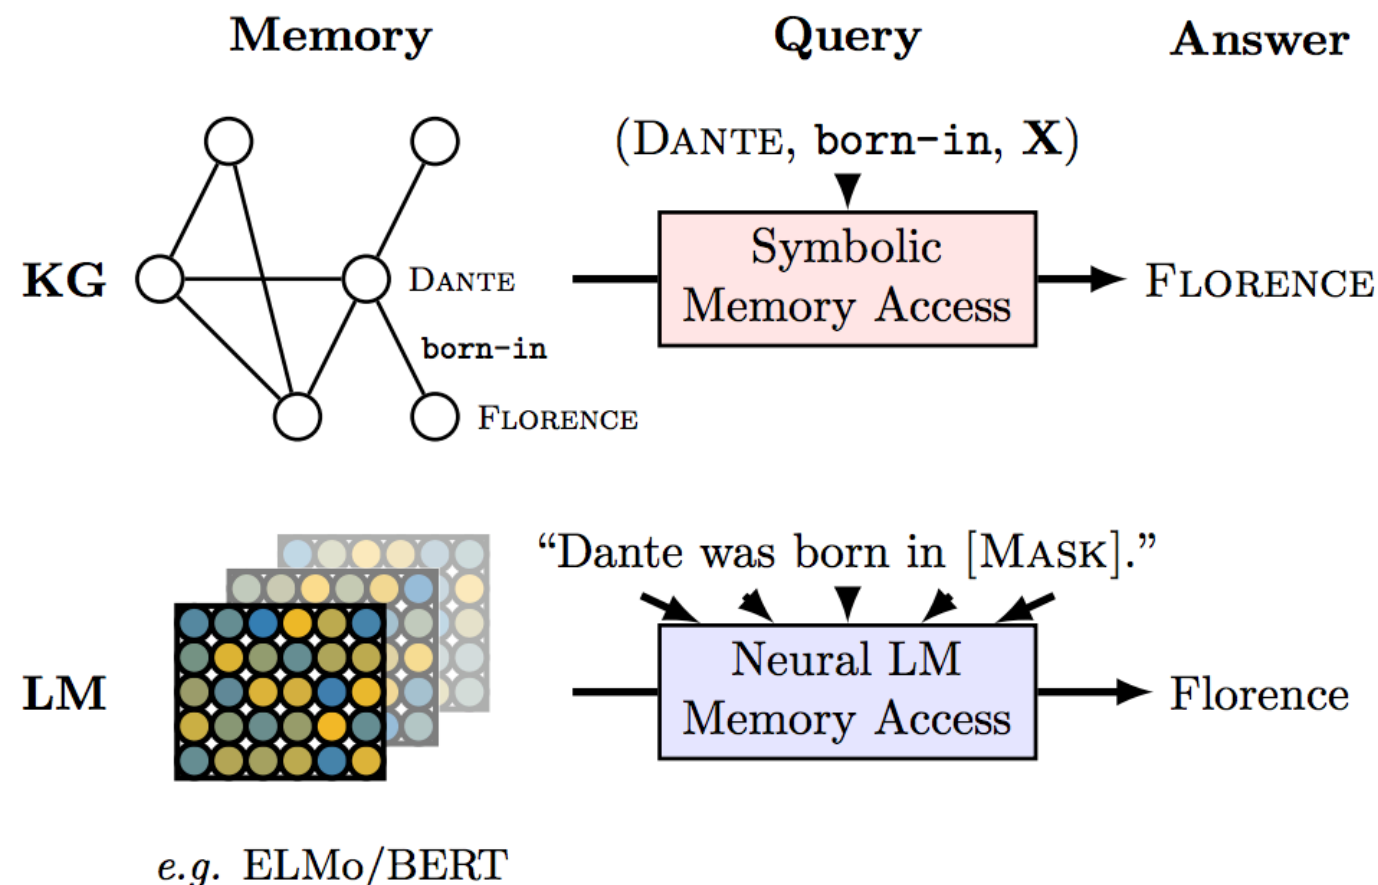 Memory Query Answer
(DANTE, born-in, X)
KG
DANTE
born-in
FLORENCE
Symbolic
Memory Access
FLORENCE
“Dante was born in [MASK].”
LM
Neural LM
Memory Access
Florence
e.g. ELMo/BERT